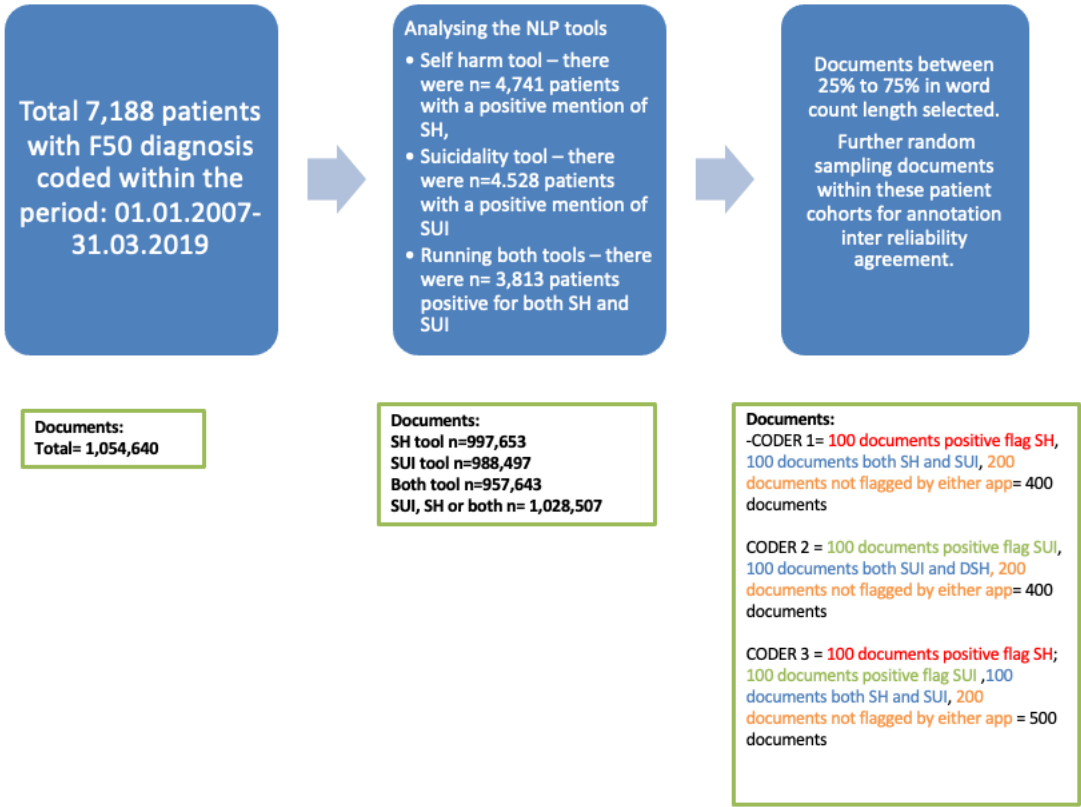 Total 7,188 patients
with F50 diagnosis
coded within the
period: 01.01.2007-
31.03.2019
Analysing the NLP tools
• Self harm tool – there
were n= 4,741 patients
with a positive mention of
SH,
• Suicidality tool – there
were n=4.528 patients
with a positive mention of
SUI
• Running both tools – there
were n= 3,813 patients
positive for both SH and
SUI
Documents between
25% to 75% in word
count length selected.
Further random
sampling documents
within these patient
cohorts for annotation
inter reliability
agreement.
Documents:
Total= 1,054,640
Documents:
SH tool n=997,653
SUI tool n=988,497
Both tool n=957,643
SUI, SH or both n= 1,028,507
Documents:
-CODER 1= 100 documents positive flag SH,
100 documents both SH and SUI, 200
documents not flagged by either app= 400
documents
CODER 2 = 100 documents positive flag SUI,
100 documents both SUI and DSH, 200
documents not flagged by either app= 400
documents
CODER 3 = 100 documents positive flag SH;
100 documents positive flag SUI ,100
documents both SH and SUI, 200
documents not flagged by either app = 500
documents